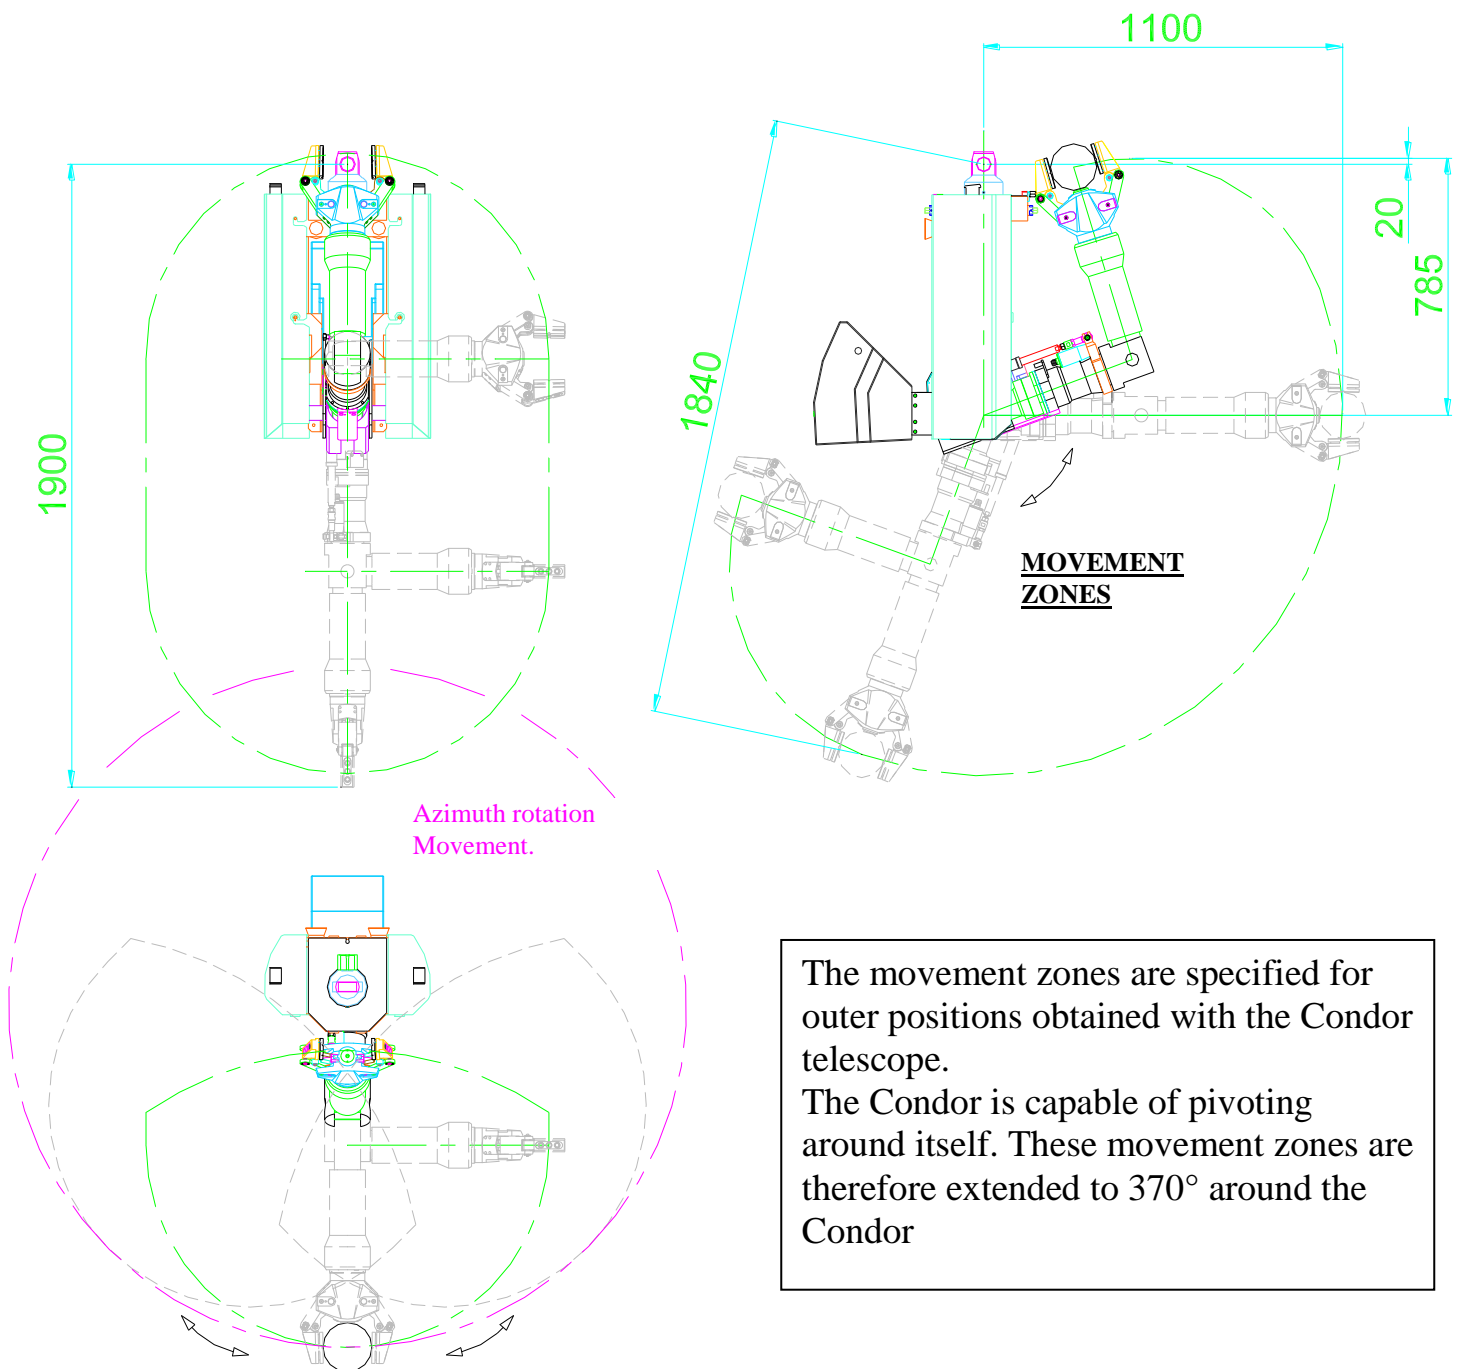 1100
20
785
1840
1900
MOVEMENT
ZONES
Azimuth rotation
Movement.
The movement zones are specified for
outer positions obtained with the Condor
telescope.
The Condor is capable of pivoting
around itself. These movement zones are
therefore extended to 370° around the
Condor